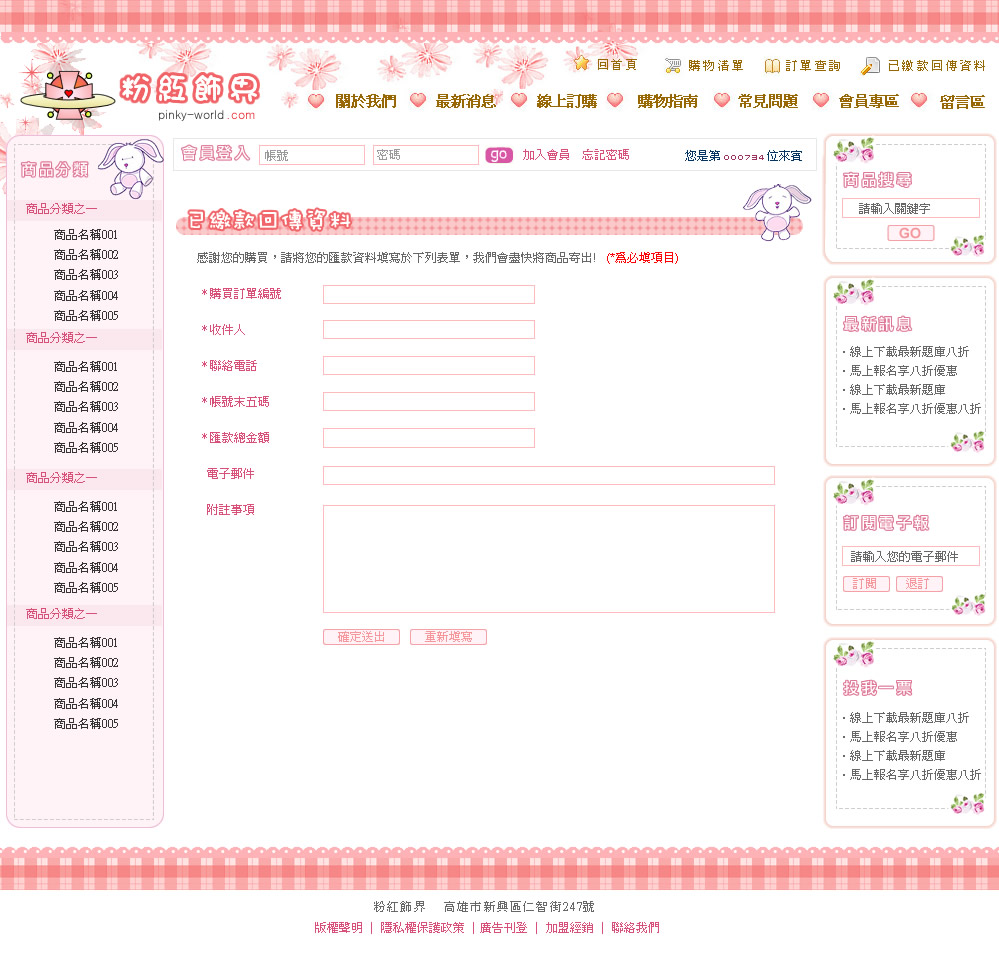 回首頁 購物清單 訂單查詢 已繳款回傳資料
粉紅飾界
pinky-world.com
關於我們 最新消息 線上訂購 購物指南 常見問題 會員專區 留言區
商品分類
商品分類之一
商品名稱001
商品名稱002
商品名稱003
商品名稱004
商品名稱005
商品分類之一
商品名稱001
商品名稱002
商品名稱003
商品名稱004
商品名稱005
商品分類之一
商品名稱001
商品名稱002
商品名稱003
商品名稱004
商品名稱005
商品分類之一
商品名稱001
商品名稱002
商品名稱003
商品名稱004
商品名稱005
會員登入 帳號 密碼 go 加入會員 忘記密碼 您是第000734位來賓
已繳款回傳資料
感謝您的購買，請將您的匯款資料填寫於下列表單，我們會盡快將商品寄出! (*為必填項目)
*購買訂單編號
*收件人
*聯絡電話
*帳號末五碼
*匯款總金額
電子郵件
附註事項
確定送出 重新填寫
商品搜尋
請輸入關鍵字
GO
最新訊息
‧線上下載最新題庫八折
‧馬上報名享八折優惠
‧線上下載最新題庫
‧馬上報名享八折優惠八折
訂閱電子報
請輸入您的電子郵件
訂閱 退訂
投我一票
‧線上下載最新題庫八折
‧馬上報名享八折優惠
‧線上下載最新題庫
‧馬上報名享八折優惠八折
粉紅飾界 高雄市新興區仁智街247號
版權聲明 | 隱私權保護政策 | 廣告刊登 | 加盟經銷 | 聯絡我們